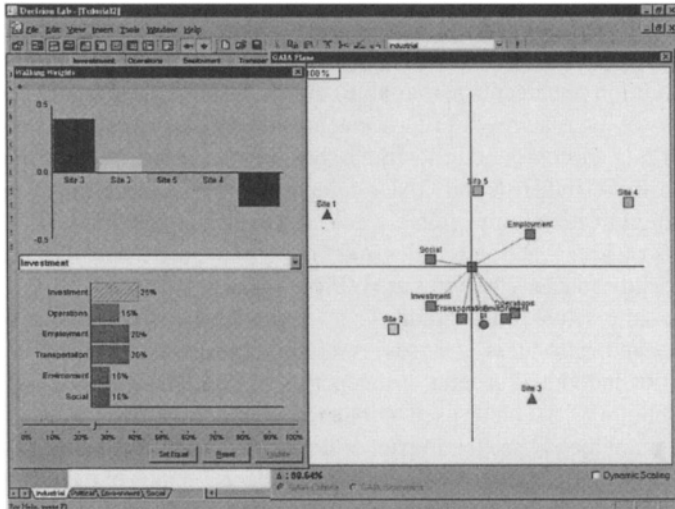 Decision Lab - [Tutorial2]
File Edit View Insert Tools Window Help
Industrial
Investment Operations Employment
Walking Weights
GAIA Plane
100 %
0.5
0.0
-0.5
Site 3
Site 2
Site 5
Site 4
Investment
Investment 25%
Operations 15%
Employment 20%
Transportation 20%
Environment 10%
Social 10%
0% 10% 20% 30% 40% 50% 60% 70% 80% 90% 100%
Set Equal Reset Update
Site 1
Site 5
Site 4
Employment
Social
Investment
Operations
Site 2
Site 3
Δ : 88.64%
Dynamic Scaling
GAIA Criteria
Industrial Political Environment Social